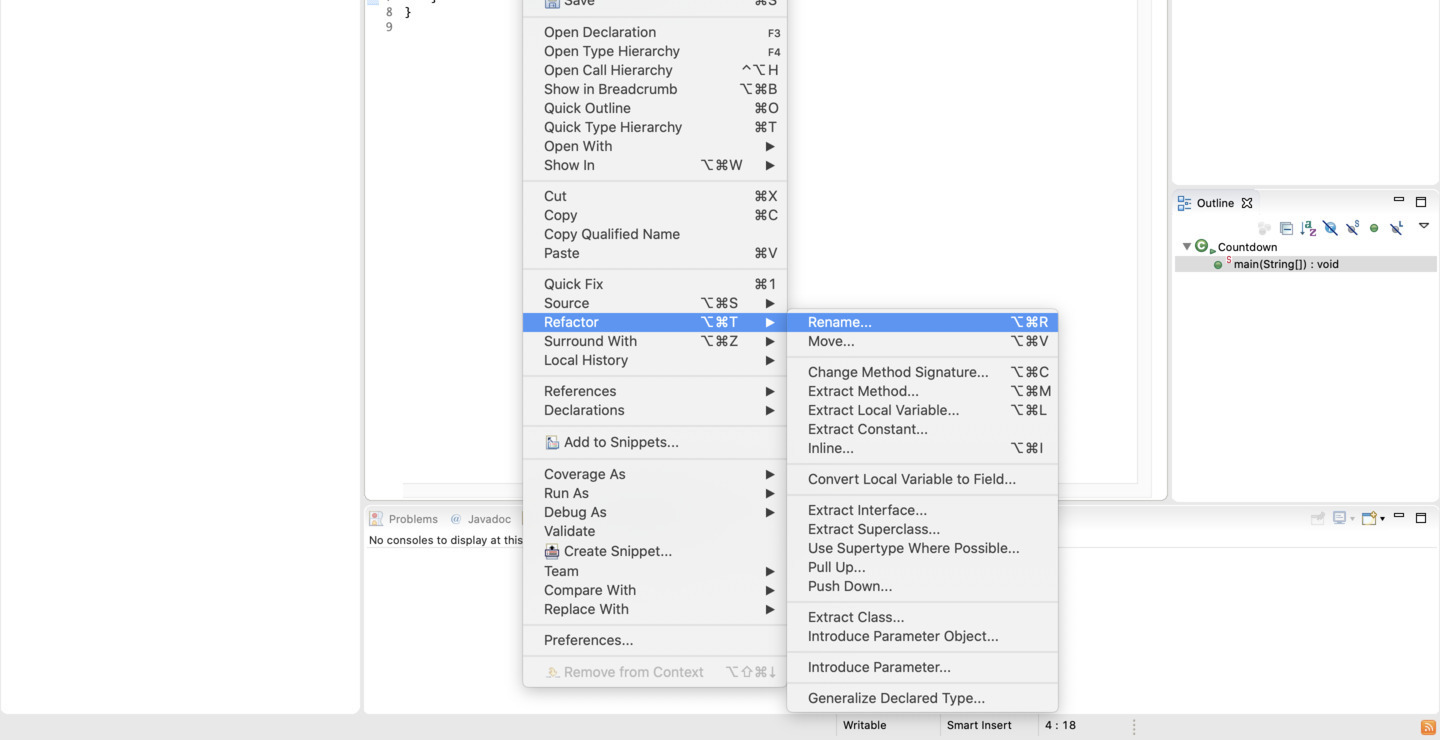 Save ⌘S
8 }
9
Open Declaration F3
Open Type Hierarchy F4
Open Call Hierarchy ^⌥H
Show in Breadcrumb ⌥⌘B
Quick Outline ⌘O
Quick Type Hierarchy ⌘T
Open With ▶
Show In ⌥⌘W ▶
Cut ⌘X
Copy ⌘C
Copy Qualified Name
Paste ⌘V
Quick Fix ⌘1
Source ⌥⌘S ▶
Refactor ⌥⌘T ▶
Surround With ⌥⌘Z ▶
Local History ▶
References ▶
Declarations ▶
Add to Snippets...
Coverage As ▶
Run As ▶
Debug As ▶
Validate
Create Snippet...
Team ▶
Compare With ▶
Replace With ▶
Preferences...
Remove from Context ⌥⇧⌘↓
Rename... ⌥⌘R
Move... ⌥⌘V
Change Method Signature... ⌥⌘C
Extract Method... ⌥⌘M
Extract Local Variable... ⌥⌘L
Extract Constant...
Inline... ⌥⌘I
Convert Local Variable to Field...
Extract Interface...
Extract Superclass...
Use Supertype Where Possible...
Pull Up...
Push Down...
Extract Class...
Introduce Parameter Object...
Introduce Parameter...
Generalize Declared Type...
Outline
Countdown
main(String[]) : void
Problems @ Javadoc
No consoles to display at this
Writable Smart Insert 4 : 18